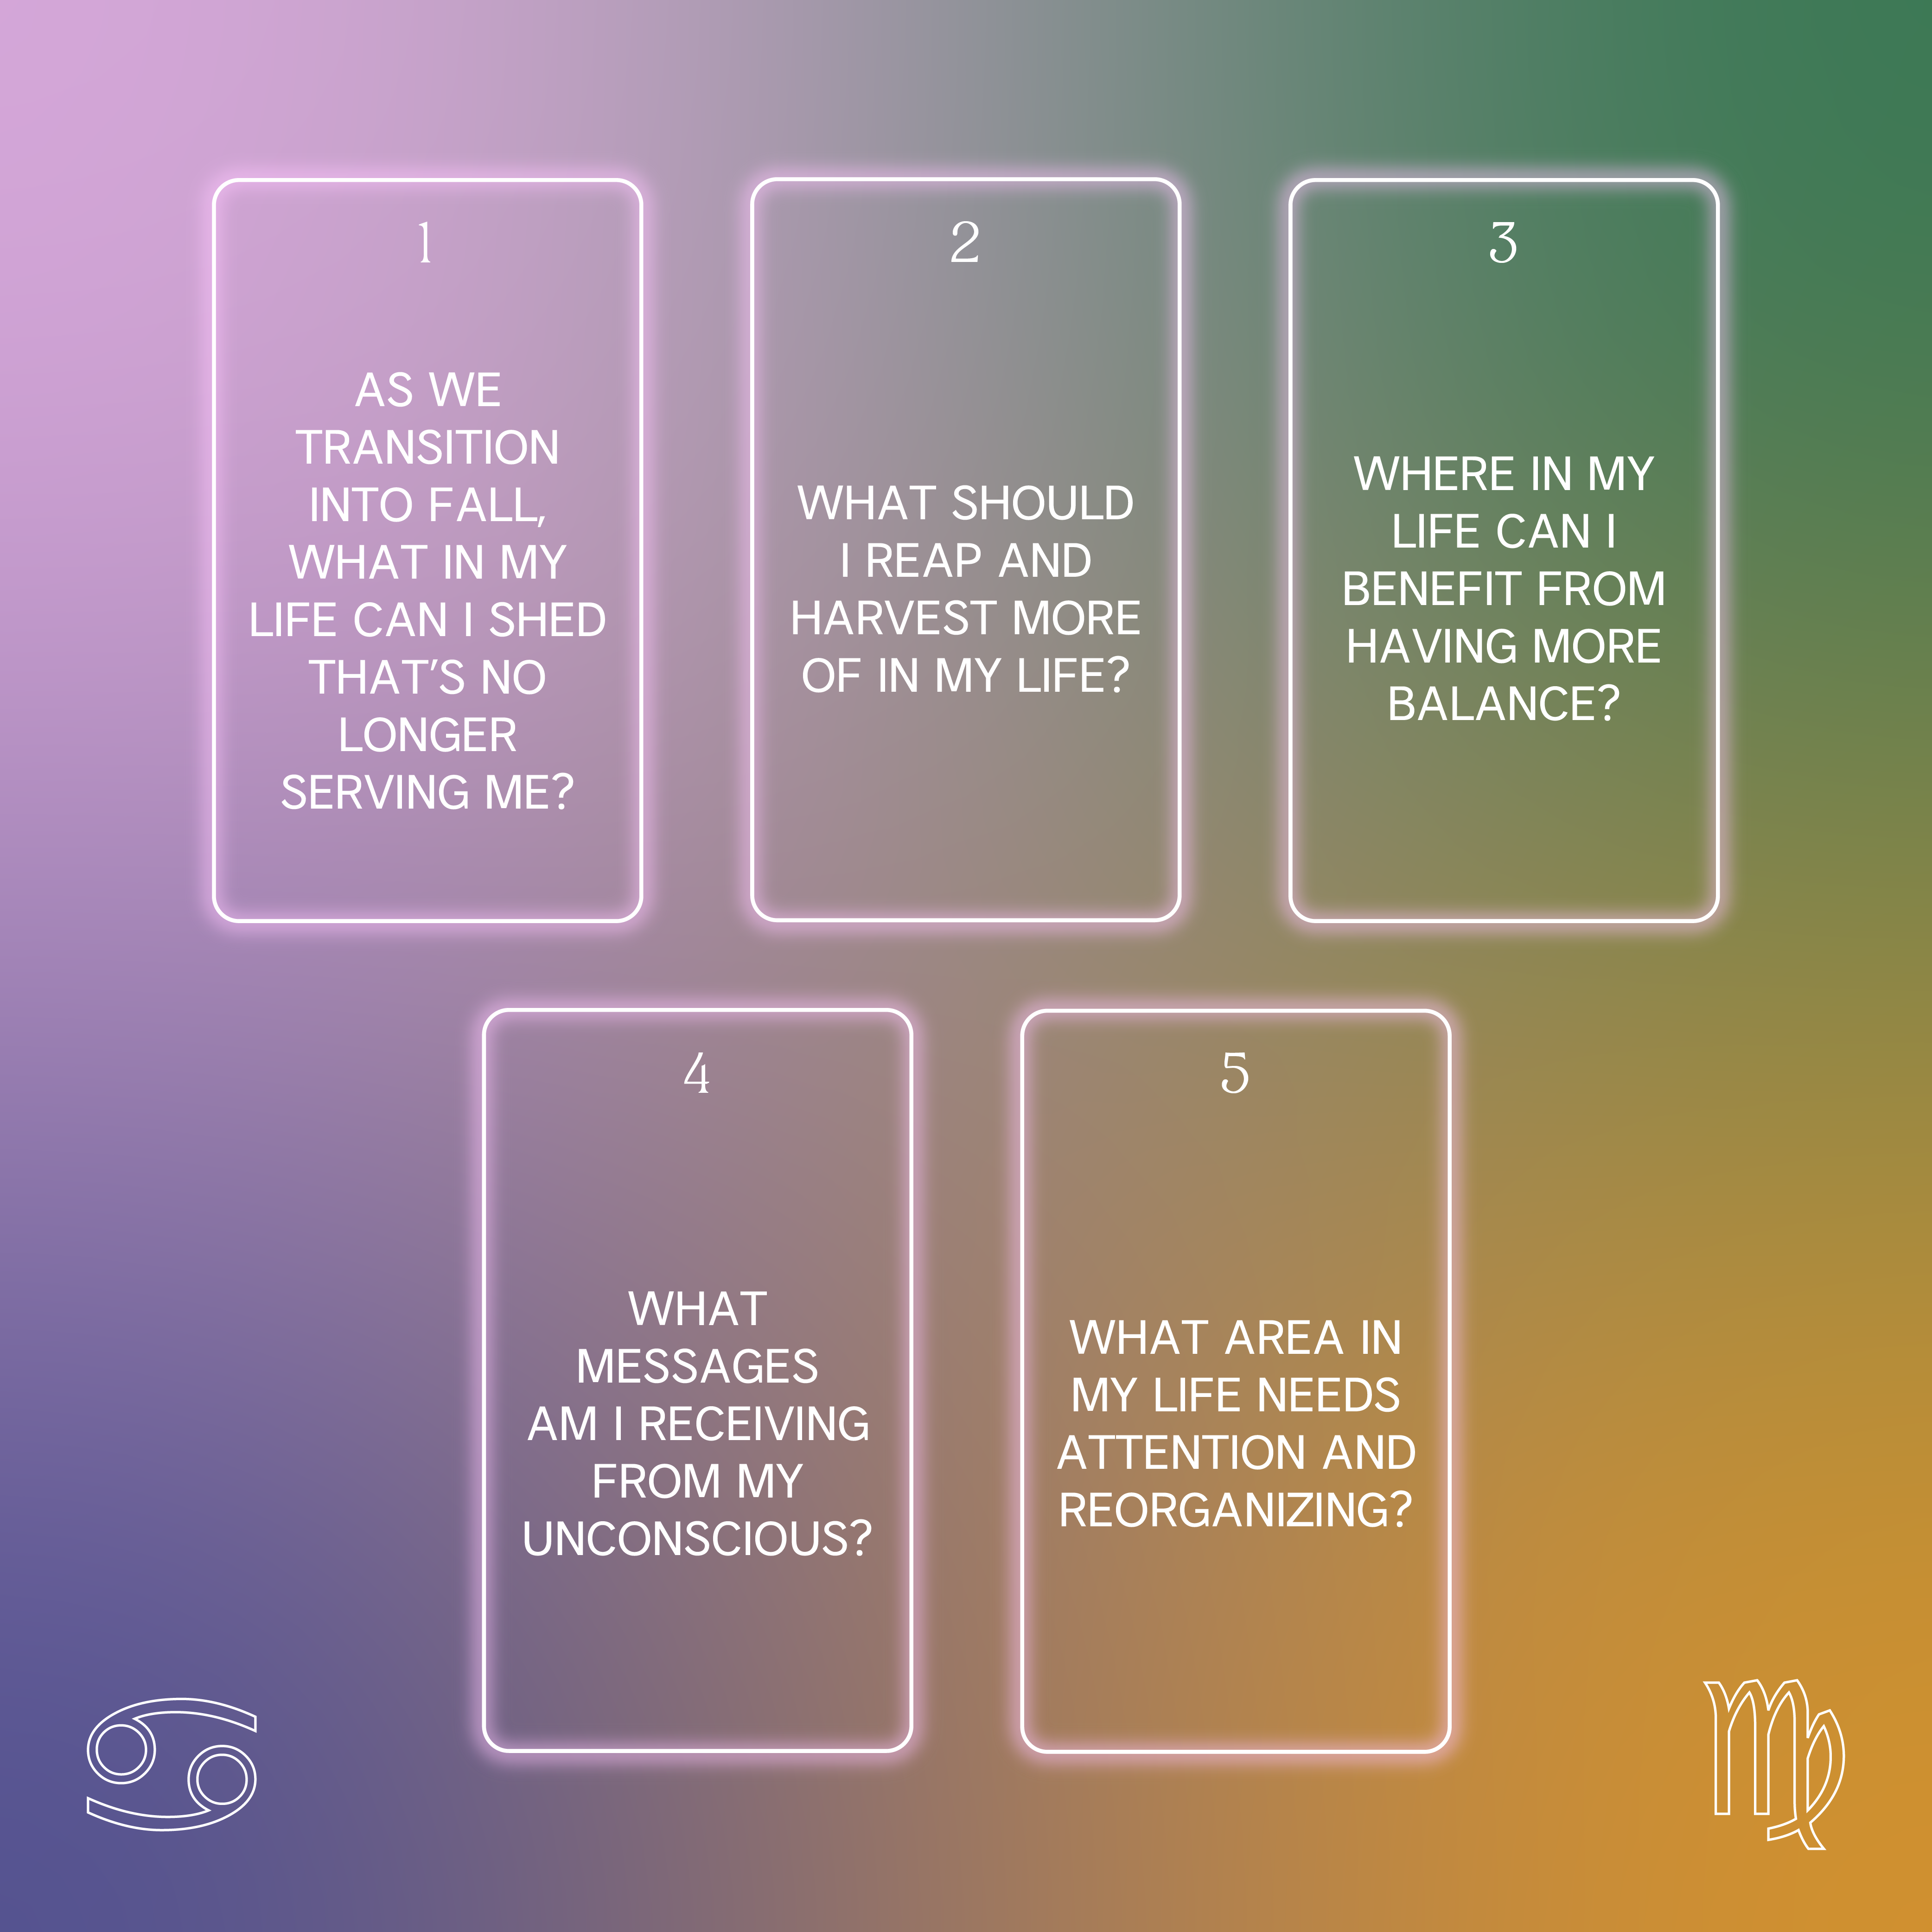 1
AS WE
TRANSITION
INTO FALL,
WHAT IN MY
LIFE CAN I SHED
THAT'S NO
LONGER
SERVING ME?
2
WHAT SHOULD
I REAP AND
HARVEST MORE
OF IN MY LIFE?
3
WHERE IN MY
LIFE CAN I
BENEFIT FROM
HAVING MORE
BALANCE?
4
WHAT
MESSAGES
AM I RECEIVING
FROM MY
UNCONSCIOUS?
5
WHAT AREA IN
MY LIFE NEEDS
ATTENTION AND
REORGANIZING?